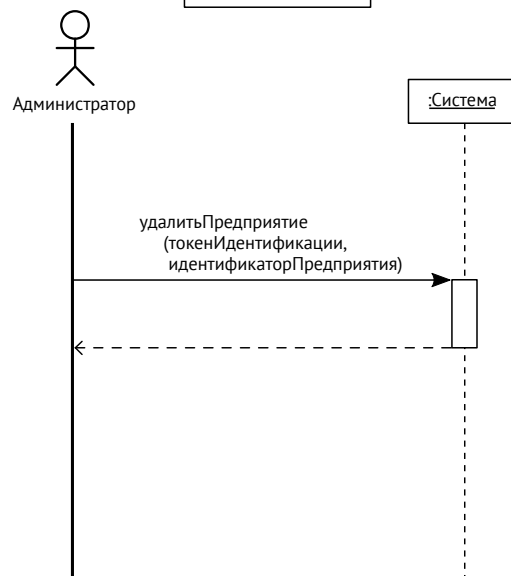 Администратор
:Система
удалитьПредприятие
(токенИдентификации,
идентификаторПредприятия)